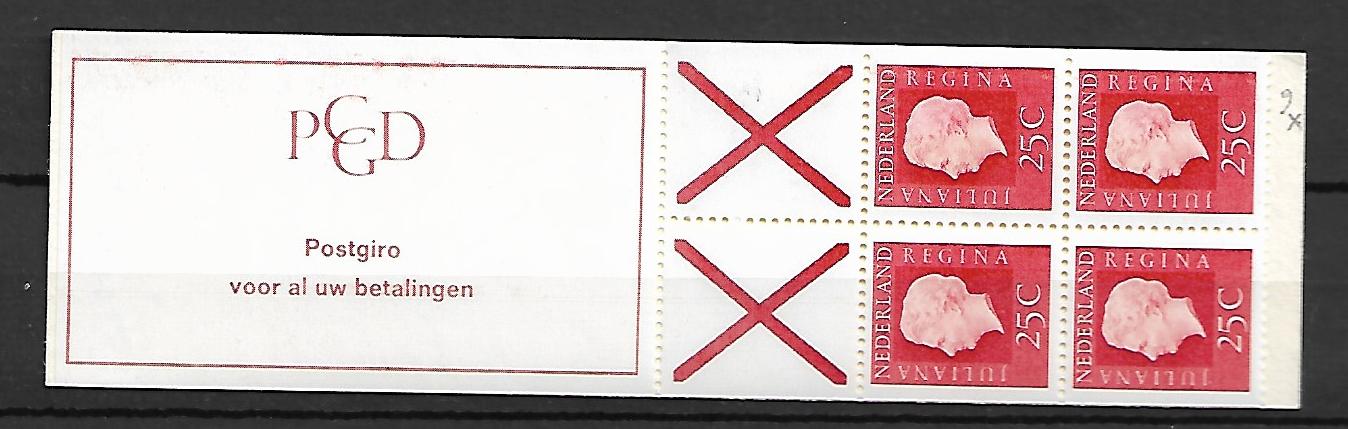 PCGD
Postgiro
voor al uw betalingen
NEDERLAND
REGINA
25C
JULIANA
NEDERLAND
REGINA
25C
JULIANA
NEDERLAND
REGINA
25C
JULIANA
NEDERLAND
REGINA
25C
JULIANA
9x